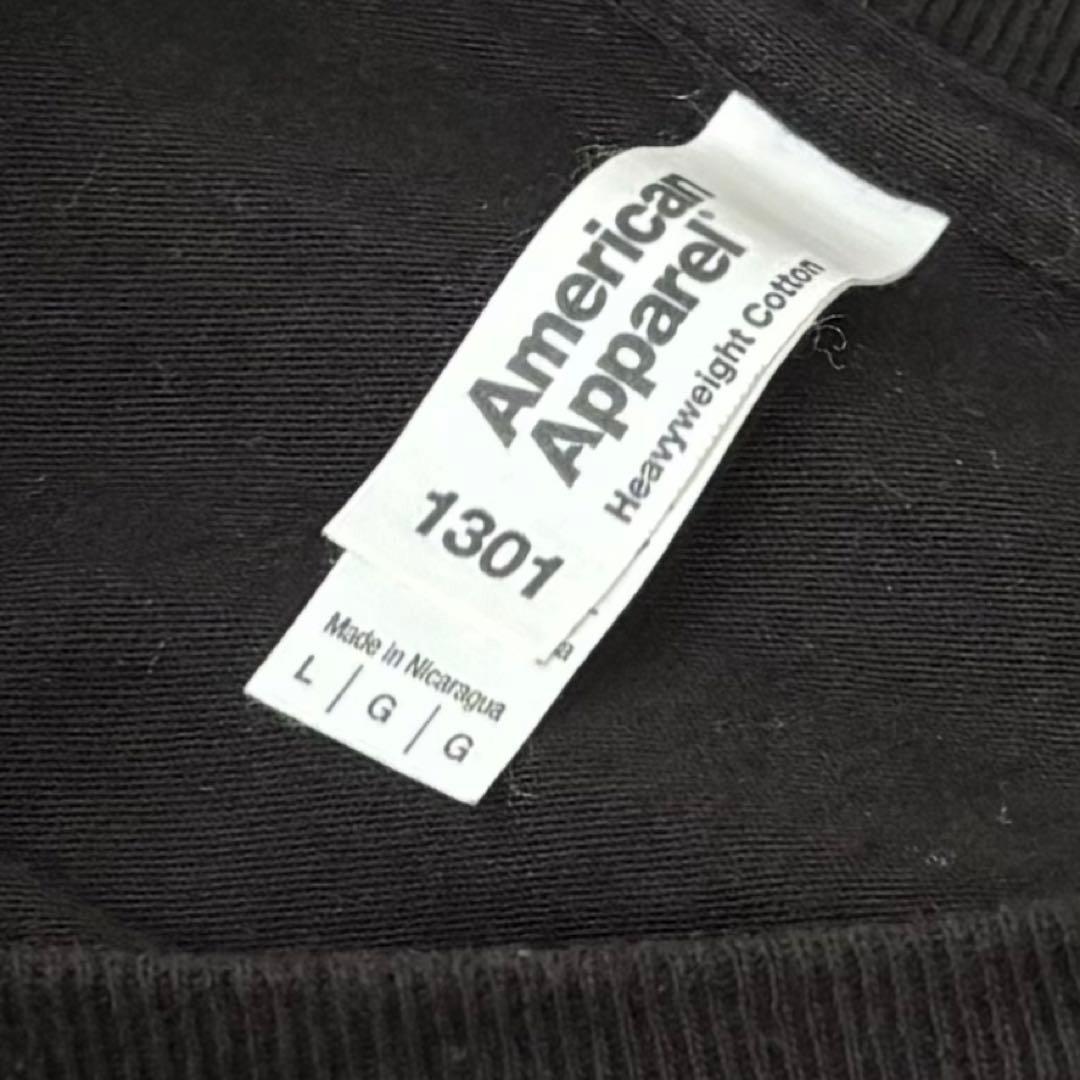 American
Apparel
Heavyweight Cotton
1301
Made in Nicaragua
L | G | G